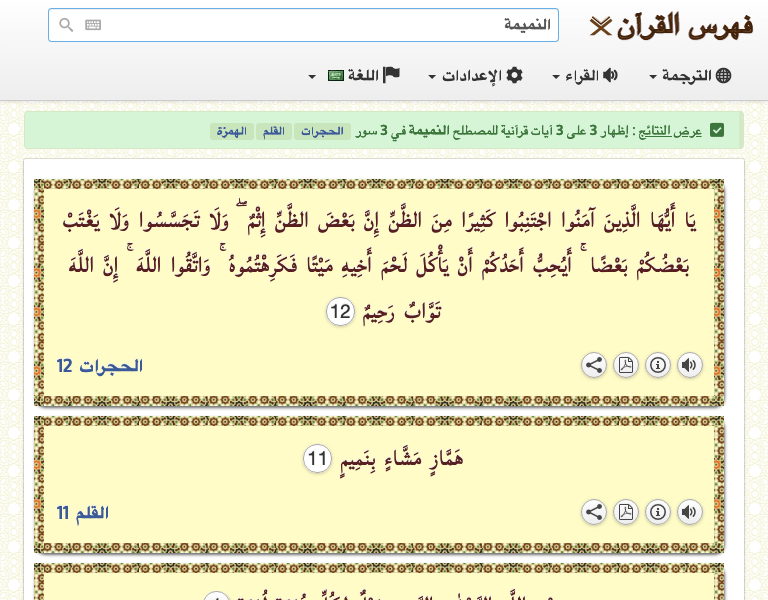 فهرس القرآن
النميمة
الترجمة القراء الإعدادات اللغة
عرض النتائج : إظهار 3 على 3 آيات قرآنية للمصطلح النميمة في 3 سور الحجرات القلم الهمزة
يَا أَيُّهَا الَّذِينَ آمَنُوا اجْتَنِبُوا كَثِيرًا مِنَ الظَّنِّ إِنَّ بَعْضَ الظَّنِّ إِثْمٌ ۖ وَلَا تَجَسَّسُوا وَلَا يَغْتَبْ
بَعْضُكُمْ بَعْضًا ۚ أَيُحِبُّ أَحَدُكُمْ أَنْ يَأْكُلَ لَحْمَ أَخِيهِ مَيْتًا فَكَرِهْتُمُوهُ ۚ وَاتَّقُوا اللَّهَ ۚ إِنَّ اللَّهَ
تَوَّابٌ رَحِيمٌ 12
الحجرات 12
هَمَّازٍ مَشَّاءٍ بِنَمِيمٍ 11
القلم 11